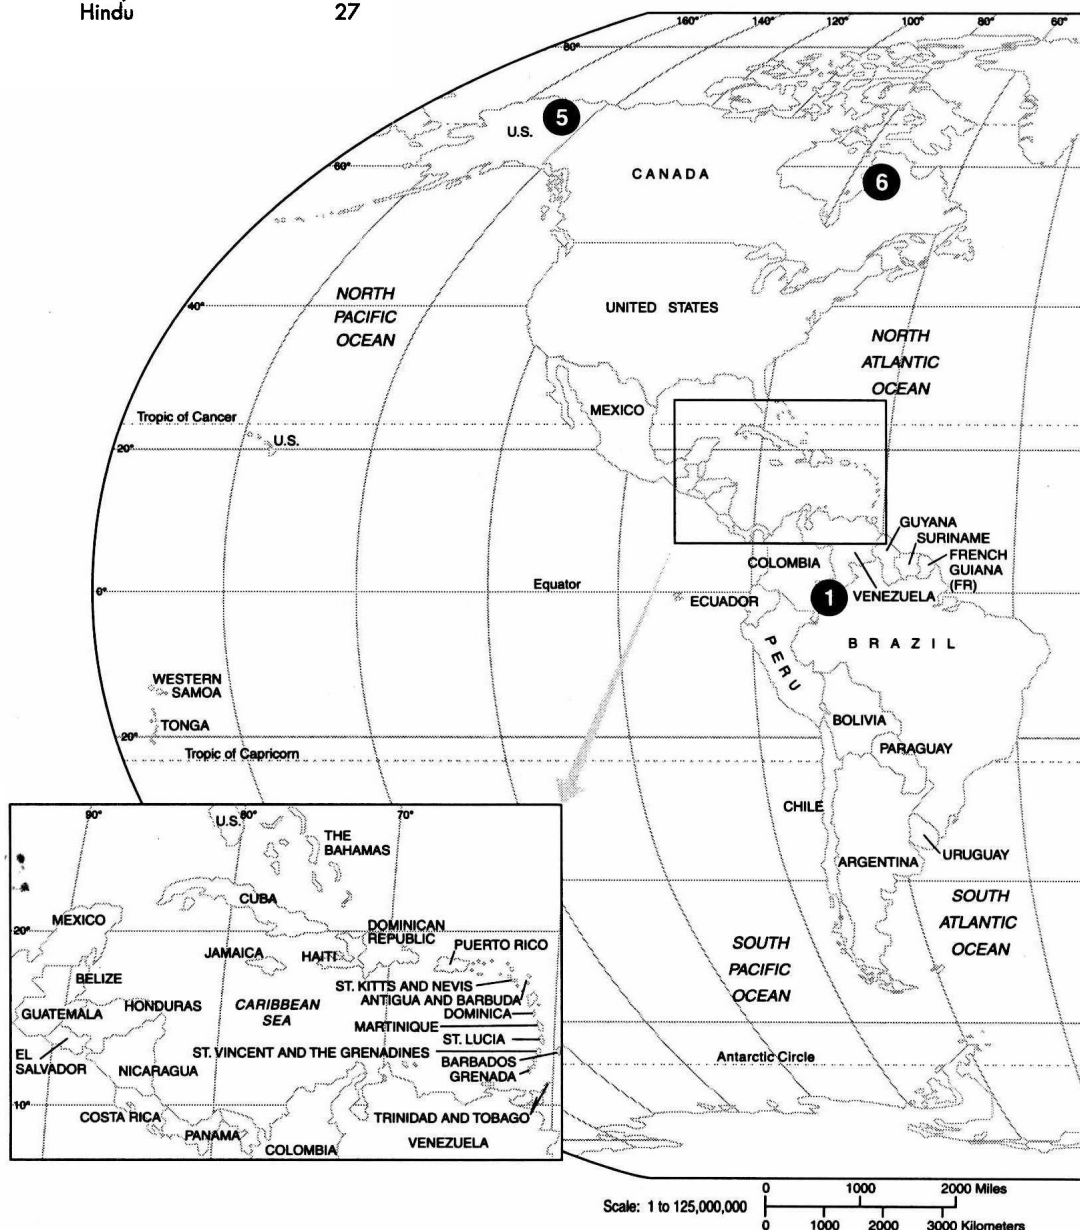 Hindu 27
160° 140° 120° 100° 80° 60°
80°
U.S. 5
60°
CANADA
6
NORTH
PACIFIC
OCEAN
40°
UNITED STATES
NORTH
ATLANTIC
OCEAN
MEXICO
Tropic of Cancer
U.S.
20°
GUYANA
SURINAME
FRENCH
GUIANA
(FR)
COLOMBIA
Equator
0°
ECUADOR
1
VENEZUELA
BRAZIL
PERU
WESTERN
SAMOA
TONGA
BOLIVIA
20°
PARAGUAY
Tropic of Capricorn
CHILE
URUGUAY
ARGENTINA
SOUTH
ATLANTIC
OCEAN
SOUTH
PACIFIC
OCEAN
Antarctic Circle
90° 80° 70°
U.S.
THE
BAHAMAS
CUBA
MEXICO
20°
DOMINICAN
REPUBLIC
PUERTO RICO
JAMAICA
HAITI
BELIZE
ST. KITTS AND NEVIS
ANTIGUA AND BARBUDA
GUATEMALA
HONDURAS
CARIBBEAN
SEA
DOMINICA
MARTINIQUE
ST. LUCIA
ST. VINCENT AND THE GRENADINES
EL
SALVADOR
BARBADOS
GRENADA
NICARAGUA
10°
COSTA RICA
TRINIDAD AND TOBAGO
PANAMA
COLOMBIA
VENEZUELA
Scale: 1 to 125,000,000
0 1000 2000 Miles
0 1000 2000 3000 Kilometers